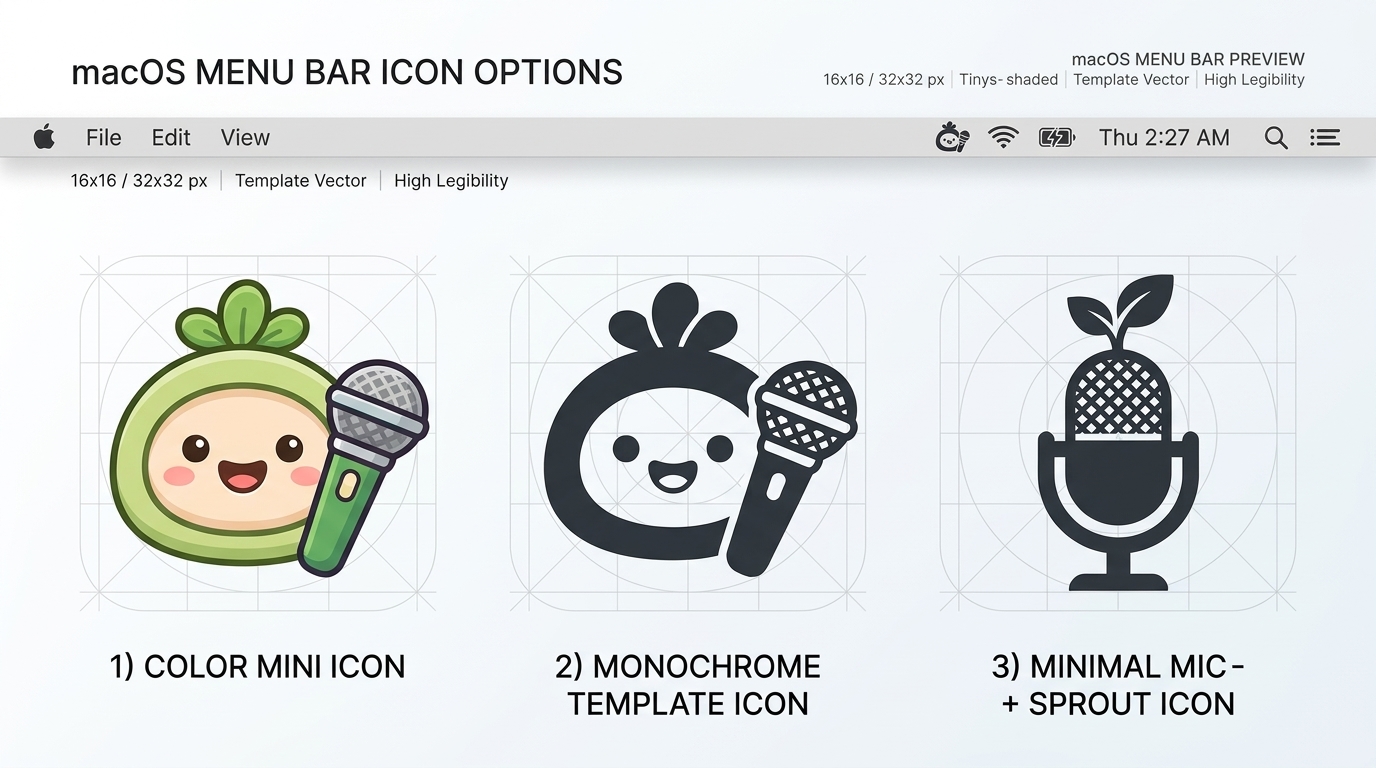 macOS MENU BAR ICON OPTIONS
macOS MENU BAR PREVIEW
16x16 / 32x32 px | Tinys-shaded | Template Vector | High Legibility
File Edit View Thu 2:27 AM
16x16 / 32x32 px | Template Vector | High Legibility
1) COLOR MINI ICON
2) MONOCHROME
TEMPLATE ICON
3) MINIMAL MIC-
+ SPROUT ICON